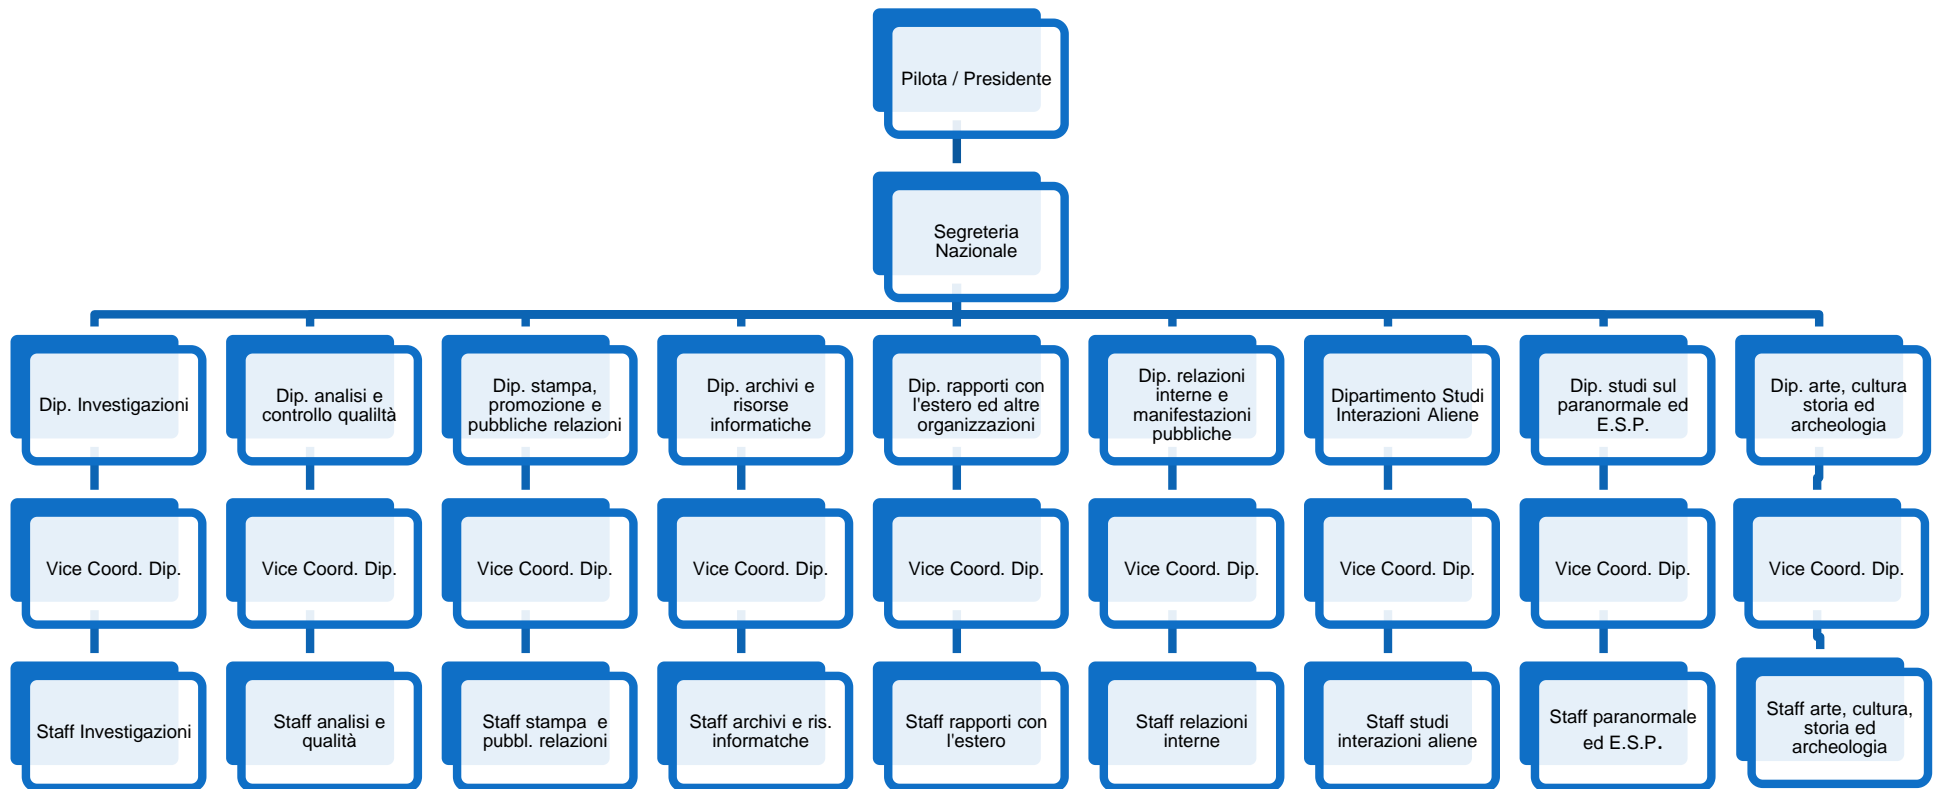 Pilota / Presidente
Segreteria
Nazionale
Dip. Investigazioni
Dip. analisi e
controllo qualiltà
Dip. stampa,
promozione e
pubbliche relazioni
Dip. archivi e
risorse
informatiche
Dip. rapporti con
l'estero ed altre
organizzazioni
Dip. relazioni
interne e
manifestazioni
pubbliche
Dipartimento Studi
Interazioni Aliene
Dip. studi sul
paranormale ed
E.S.P.
Dip. arte, cultura
storia ed
archeologia
Vice Coord. Dip.
Vice Coord. Dip.
Vice Coord. Dip.
Vice Coord. Dip.
Vice Coord. Dip.
Vice Coord. Dip.
Vice Coord. Dip.
Vice Coord. Dip.
Vice Coord. Dip.
Staff Investigazioni
Staff analisi e
qualità
Staff stampa e
pubbl. relazioni
Staff archivi e ris.
informatche
Staff rapporti con
l'estero
Staff relazioni
interne
Staff studi
interazioni aliene
Staff paranormale
ed E.S.P.
Staff arte, cultura,
storia ed
archeologia